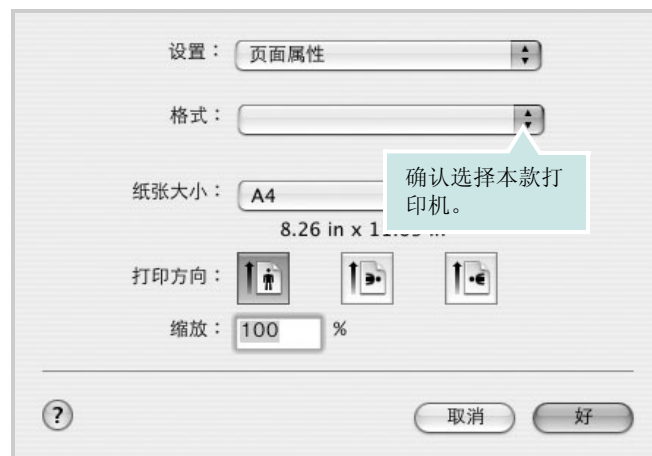 设置： 页面属性
格式：
确认选择本款打
印机。
纸张大小： A4
8.26 in x 11
打印方向：
缩放： 100 %
? 取消 好